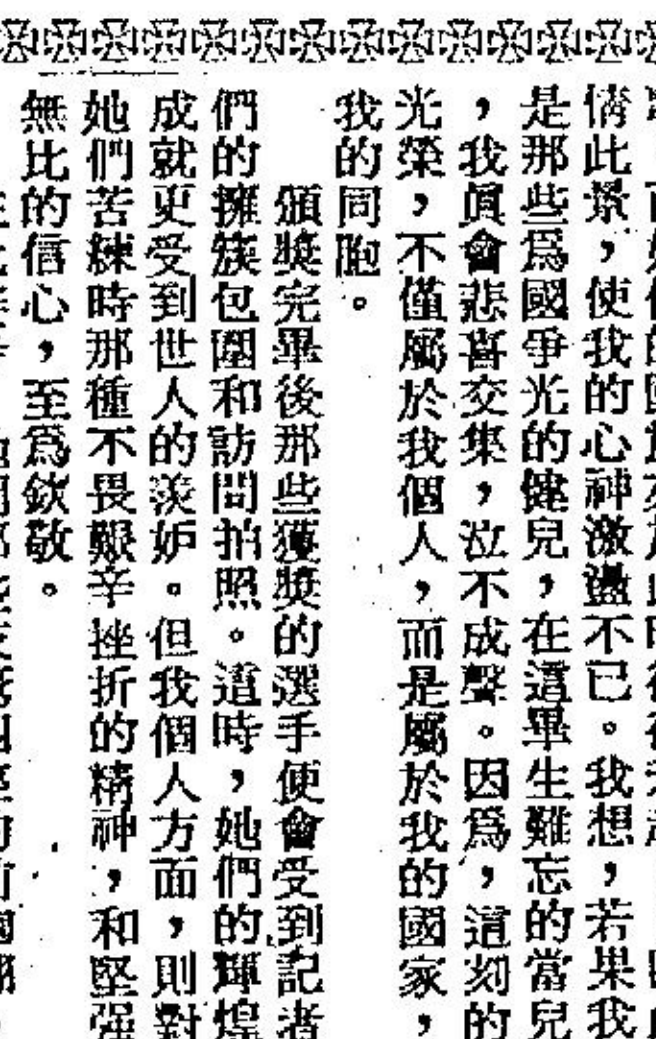 情此景，使我的心神激盪不已。我想，若果我
是那些爲國爭光的健兒，在這畢生難忘的當兒
，我眞會悲喜交集，泣不成聲。因爲，這刻的
光榮，不僅屬於我個人，而是屬於我的國家，
我的同胞。
頒獎完畢後那些獲獎的選手便會受到記者
們的擁簇包圍和訪問拍照。這時，她們的輝煌
成就更受到世人的羨妒。但我個人方面，則對
她們苦練時那種不畏艱辛挫折的精神，和堅强
無比的信心，至爲欽敬。